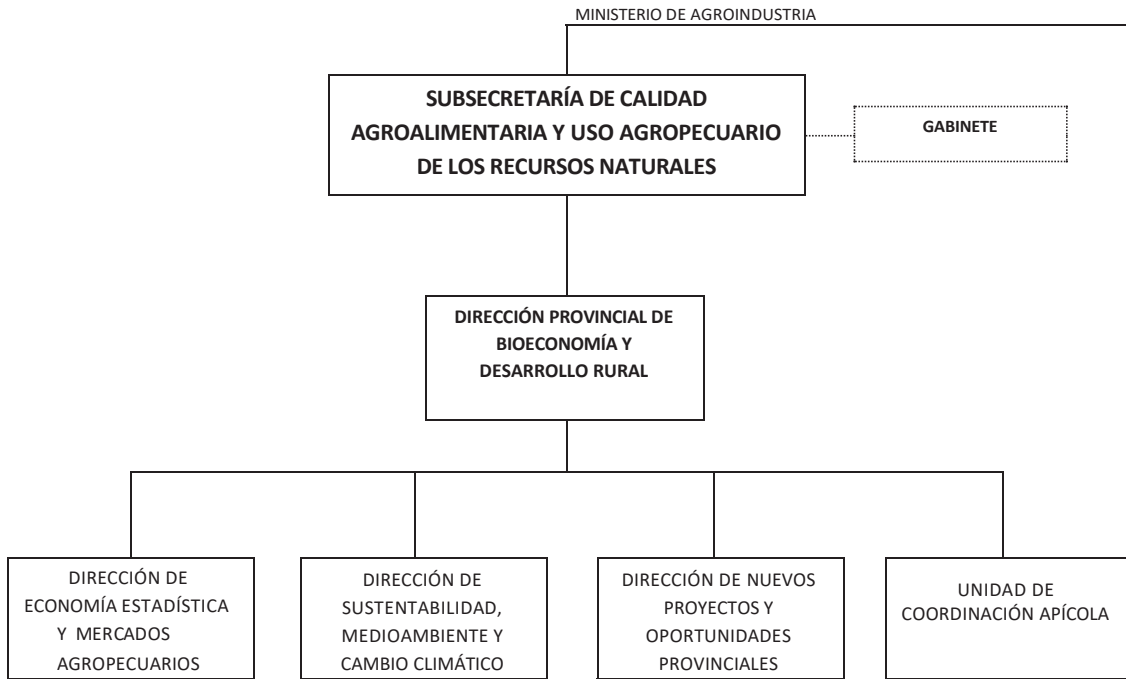 MINISTERIO DE AGROINDUSTRIA
SUBSECRETARÍA DE CALIDAD
AGROALIMENTARIA Y USO AGROPECUARIO
DE LOS RECURSOS NATURALES
GABINETE
DIRECCIÓN PROVINCIAL DE
BIOECONOMÍA Y
DESARROLLO RURAL
DIRECCIÓN DE
ECONOMÍA ESTADÍSTICA
Y MERCADOS
AGROPECUARIOS
DIRECCIÓN DE
SUSTENTABILIDAD,
MEDIOAMBIENTE Y
CAMBIO CLIMÁTICO
DIRECCIÓN DE NUEVOS
PROYECTOS Y
OPORTUNIDADES
PROVINCIALES
UNIDAD DE
COORDINACIÓN APÍCOLA